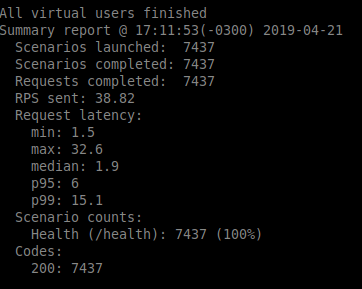 All virtual users finished
Summary report @ 17:11:53(-0300) 2019-04-21
Scenarios launched:  7437
Scenarios completed: 7437
Requests completed:  7437
RPS sent: 38.82
Request latency:
min: 1.5
max: 32.6
median: 1.9
p95: 6
p99: 15.1
Scenario counts:
Health (/health): 7437 (100%)
Codes:
200: 7437